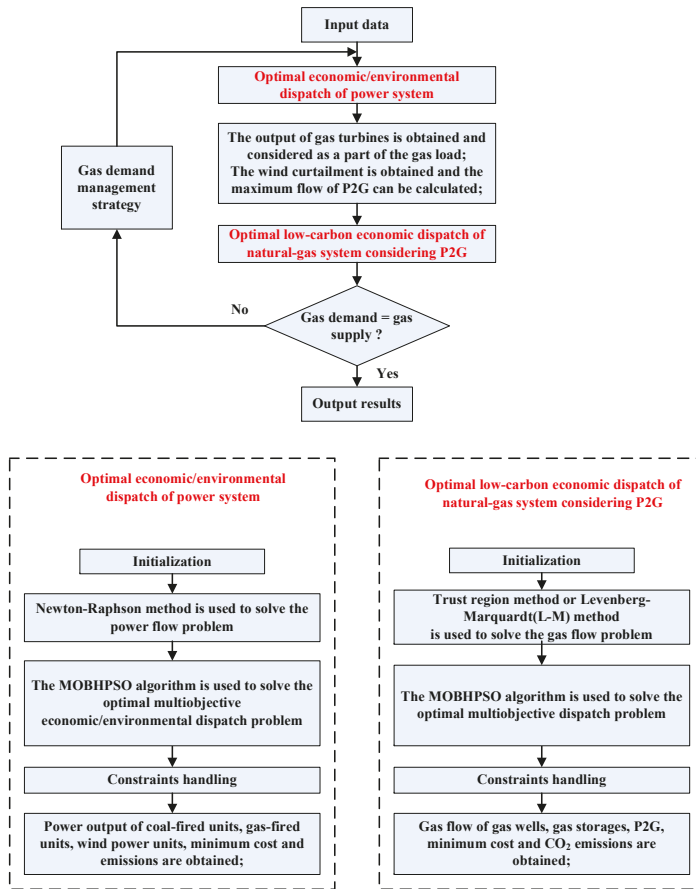 Input data
Optimal economic/environmental
dispatch of power system
The output of gas turbines is obtained and
considered as a part of the gas load;
The wind curtailment is obtained and the
maximum flow of P2G can be calculated;
Gas demand
management
strategy
Optimal low-carbon economic dispatch of
natural-gas system considering P2G
No
Gas demand = gas
supply ?
Yes
Output results
Optimal economic/environmental
dispatch of power system
Initialization
Newton-Raphson method is used to solve the
power flow problem
The MOBHPSO algorithm is used to solve the
optimal multiobjective
economic/environmental dispatch problem
Constraints handling
Power output of coal-fired units, gas-fired
units, wind power units, minimum cost and
emissions are obtained;
Optimal low-carbon economic dispatch of
natural-gas system considering P2G
Initialization
Trust region method or Levenberg-
Marquardt(L-M) method
is used to solve the gas flow problem
The MOBHPSO algorithm is used to solve the
optimal multiobjective dispatch problem
Constraints handling
Gas flow of gas wells, gas storages, P2G,
minimum cost and CO₂ emissions are
obtained;